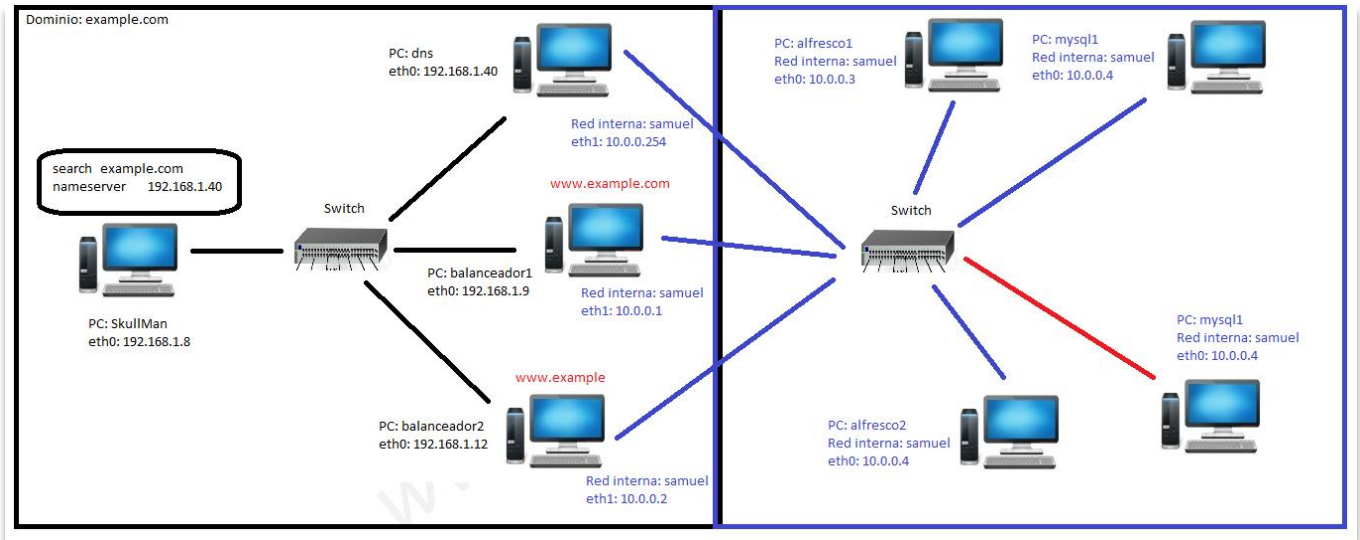 Dominio: example.com
PC: dns
eth0: 192.168.1.40
Red interna: samuel
eth1: 10.0.0.254
search example.com
nameserver 192.168.1.40
PC: SkullMan
eth0: 192.168.1.8
Switch
www.example.com
PC: balanceador1
eth0: 192.168.1.9
Red interna: samuel
eth1: 10.0.0.1
www.example
PC: balanceador2
eth0: 192.168.1.12
Red interna: samuel
eth1: 10.0.0.2
PC: alfresco1
Red interna: samuel
eth0: 10.0.0.3
PC: mysql1
Red interna: samuel
eth0: 10.0.0.4
Switch
PC: mysql1
Red interna: samuel
eth0: 10.0.0.4
PC: alfresco2
Red interna: samuel
eth0: 10.0.0.4